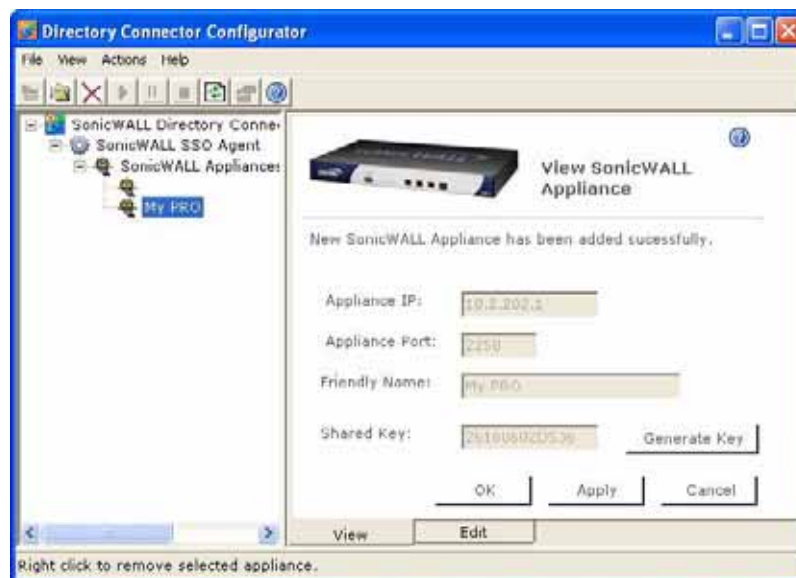 Directory Connector Configurator
File View Actions Help
SonicWALL Directory Conne
SonicWALL SSO Agent
SonicWALL Appliances
My PRO
View SonicWALL
Appliance
New SonicWALL Appliance has been added sucessfully.
Appliance IP: 10.2.202.1
Appliance Port: 2258
Friendly Name: My PRO
Shared Key:
Generate Key
OK Apply Cancel
View Edit
Right click to remove selected appliance.